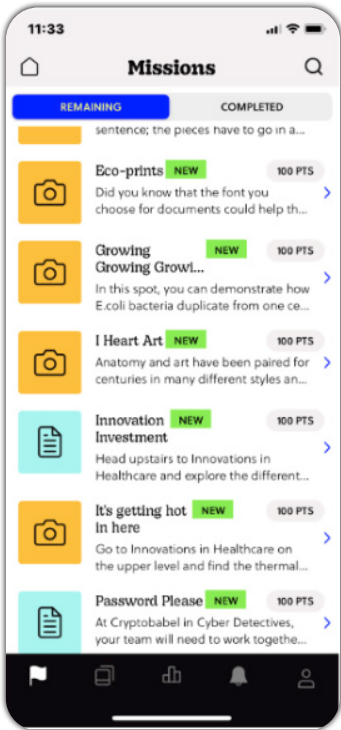 11:33
Missions
REMAINING
COMPLETED
sentence; the pieces have to go in a...
Eco-prints NEW 100 PTS
Did you know that the font you
choose for documents could help th...
Growing NEW 100 PTS
Growing Growi...
In this spot, you can demonstrate how
E.coli bacteria duplicate from one ce...
I Heart Art NEW 100 PTS
Anatomy and art have been paired for
centuries in many different styles an...
Innovation NEW 100 PTS
Investment
Head upstairs to Innovations in
Healthcare and explore the different...
It's getting hot NEW 100 PTS
in here
Go to Innovations in Healthcare on
the upper level and find the thermal...
Password Please NEW 100 PTS
At Cryptobabel in Cyber Detectives,
your team will need to work togethe...